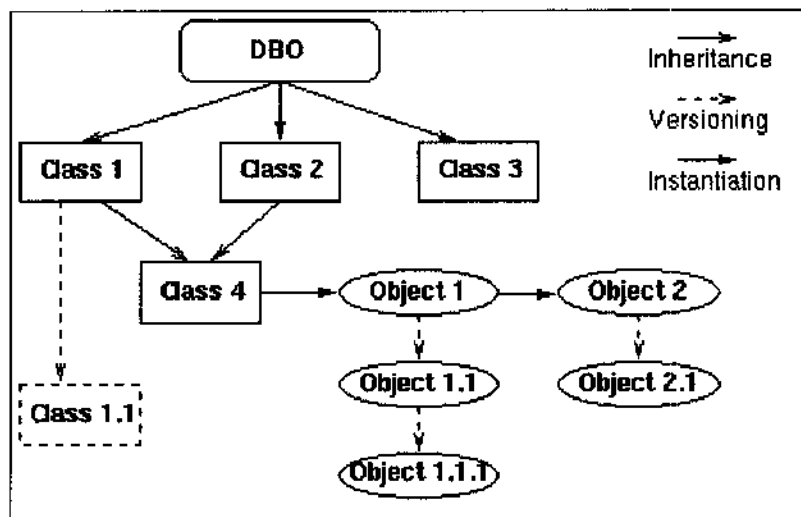 DBO
Inheritance
Versioning
Class 1
Class 2
Class 3
Instantiation
Class 4
Object 1
Object 2
Class 1.1
Object 1.1
Object 2.1
Object 1.1.1